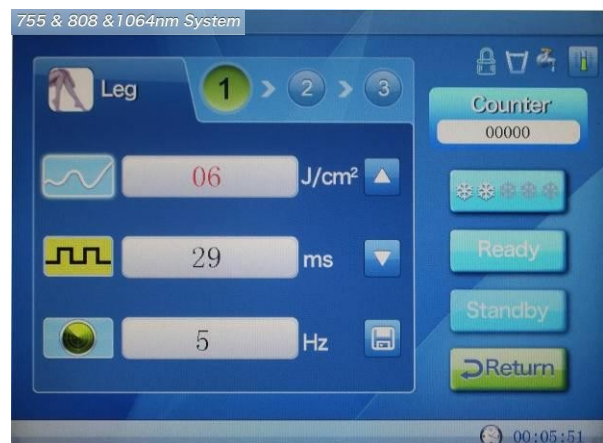 755 & 808 &1064nm System
Leg
1 > 2 > 3
Counter
00000
06 J/cm²
29 ms
Ready
5 Hz
Standby
Return
00:05:51